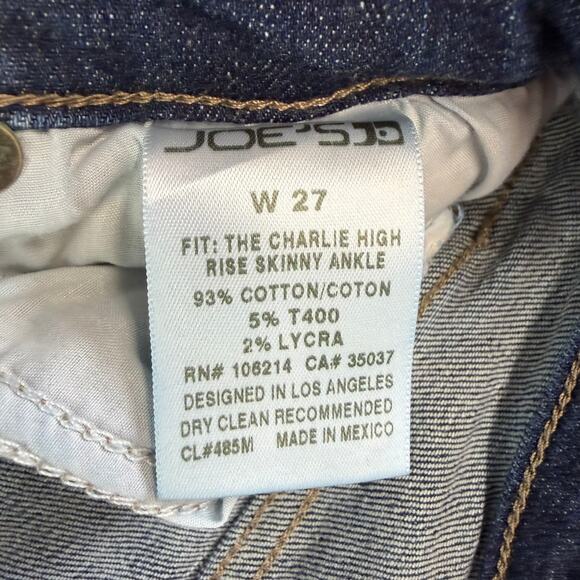 JOE'S
W 27
FIT: THE CHARLIE HIGH
RISE SKINNY ANKLE
93% COTTON/COTON
5% T400
2% LYCRA
RN# 106214 CA# 35037
DESIGNED IN LOS ANGELES
DRY CLEAN RECOMMENDED
CL#485M MADE IN MEXICO